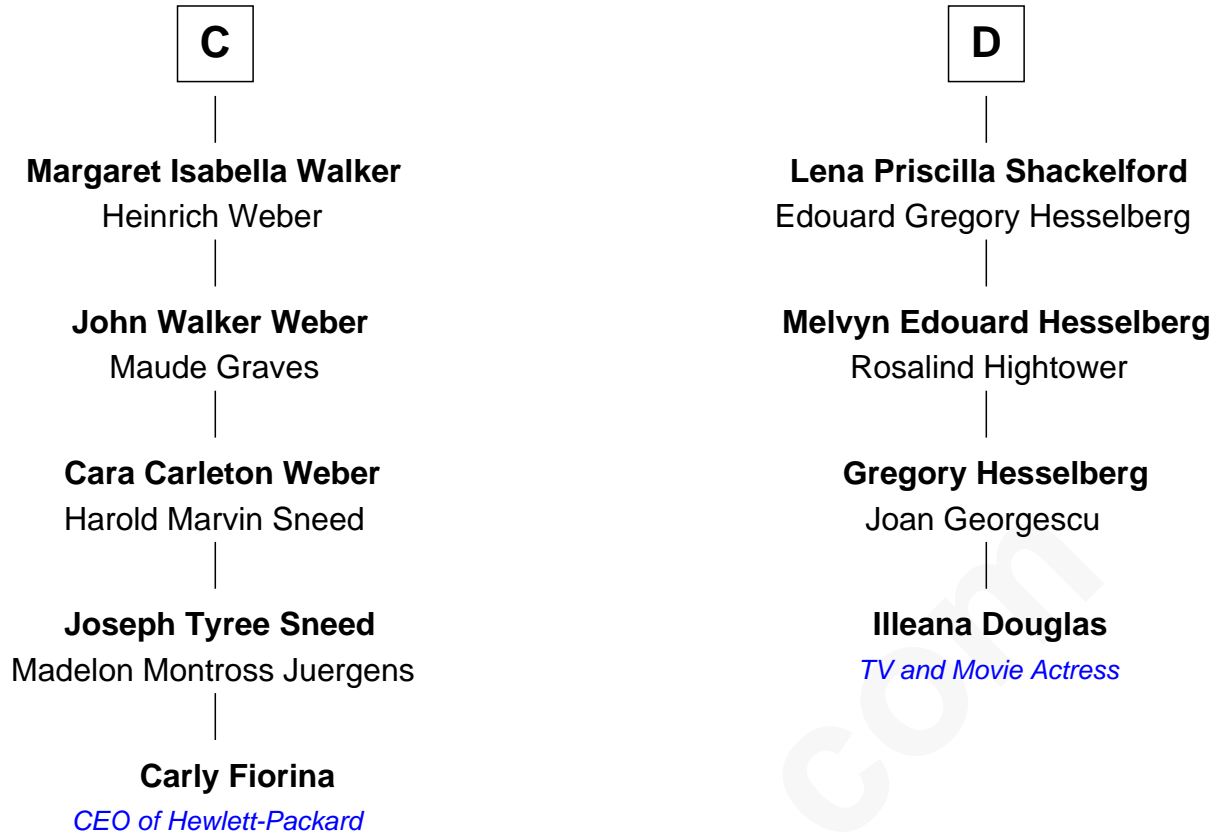 C
Margaret Isabella Walker
Heinrich Weber
John Walker Weber
Maude Graves
Cara Carleton Weber
Harold Marvin Sneed
Joseph Tyree Sneed
Madelon Montross Juergens
Carly Fiorina
CEO of Hewlett-Packard
D
Lena Priscilla Shackelford
Edouard Gregory Hesselberg
Melvyn Edouard Hesselberg
Rosalind Hightower
Gregory Hesselberg
Joan Georgescu
Illeana Douglas
TV and Movie Actress
com